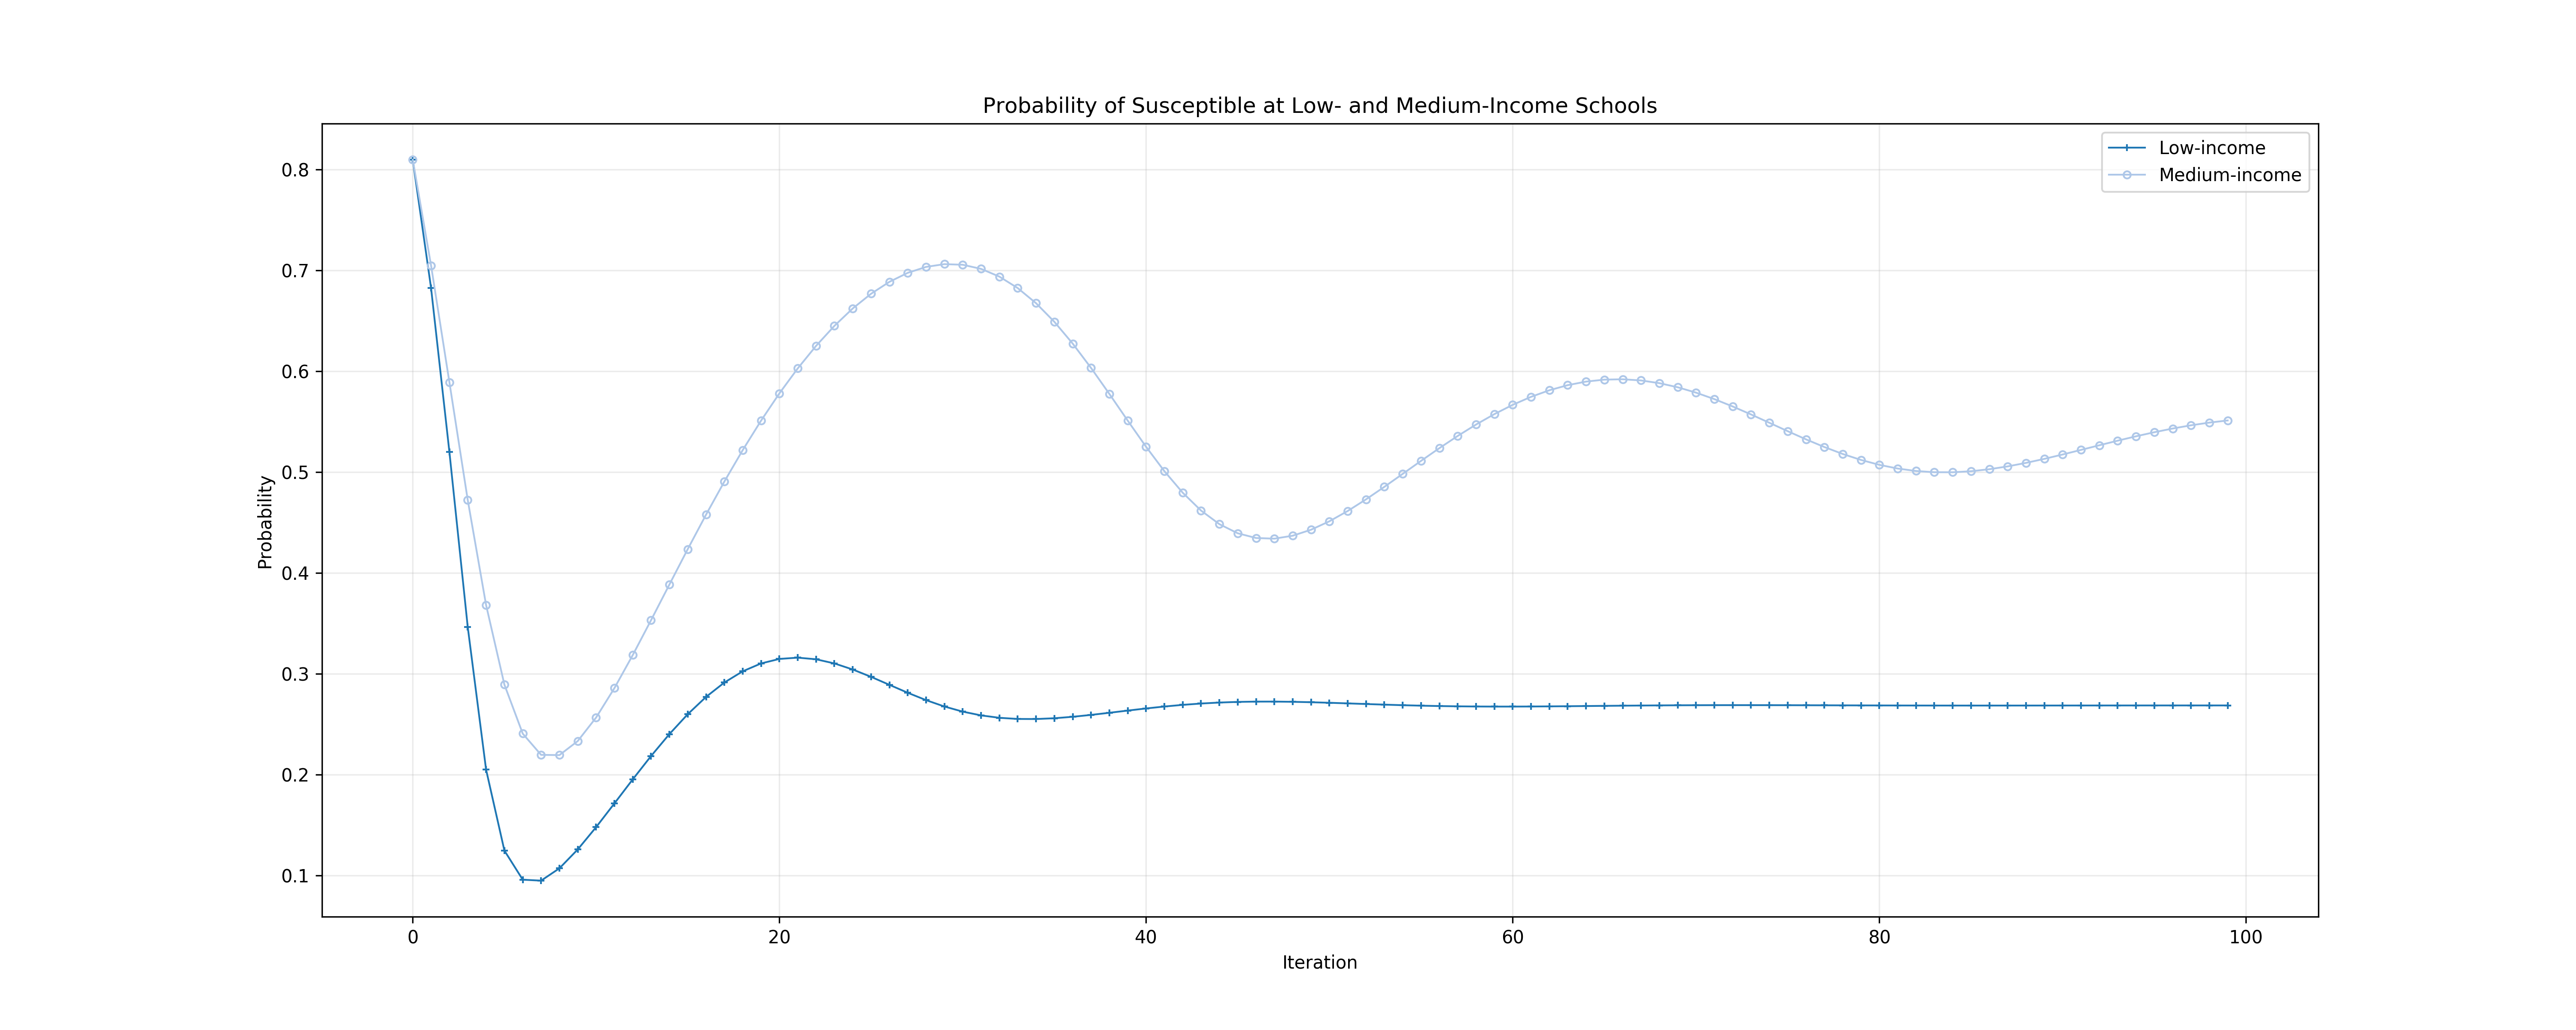 Probability of Susceptible at Low- and Medium-Income Schools
Low-income
Medium-income
0.8
0.7
0.6
0.5
0.4
0.3
0.2
0.1
Probability
0 20 40 60 80 100
Iteration